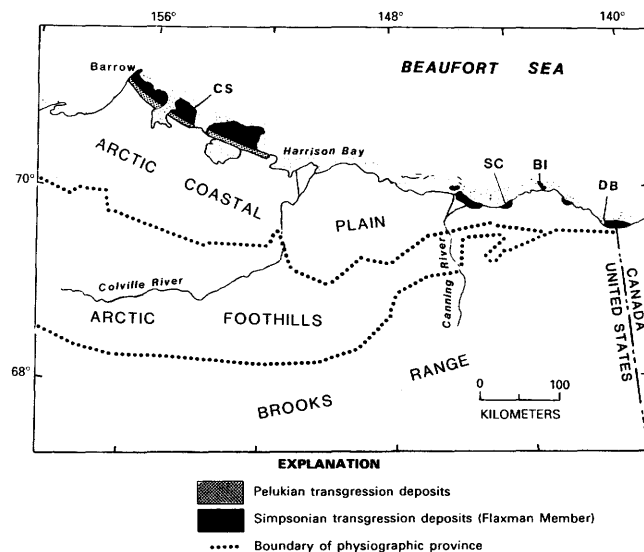 156°
148°
140°
Barrow
CS
BEAUFORT SEA
Harrison Bay
ARCTIC COASTAL PLAIN
SC
BI
DB
70°
Colville River
Canning River
ARCTIC FOOTHILLS
CANADA
UNITED STATES
68°
BROOKS RANGE
0 100
KILOMETERS
EXPLANATION
Pelukian transgression deposits
Simpsonian transgression deposits (Flaxman Member)
Boundary of physiographic province